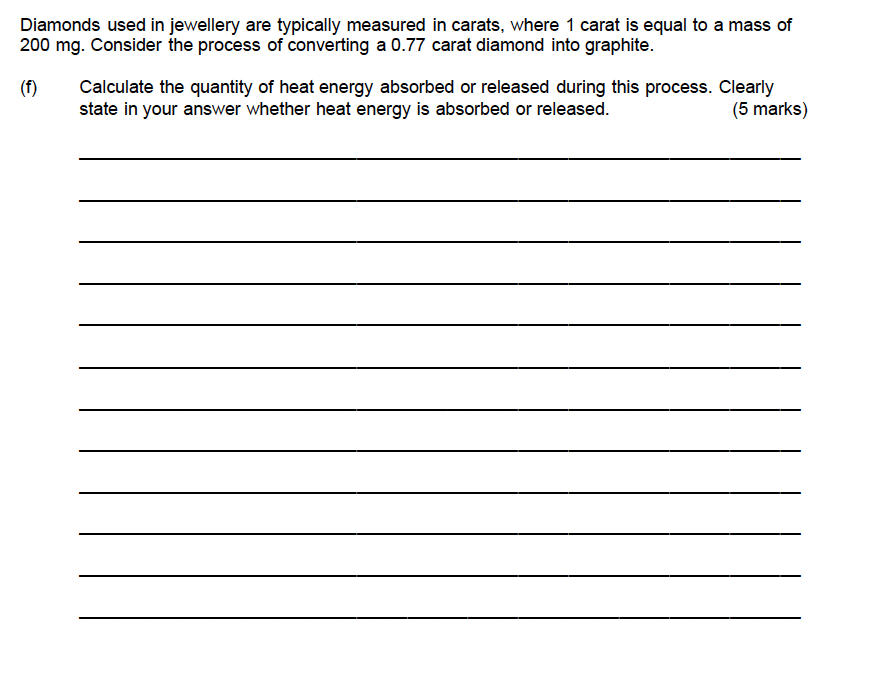 Diamonds used in jewellery are typically measured in carats, where 1 carat is equal to a mass of
200 mg. Consider the process of converting a 0.77 carat diamond into graphite.
(f) Calculate the quantity of heat energy absorbed or released during this process. Clearly
state in your answer whether heat energy is absorbed or released. (5 marks)